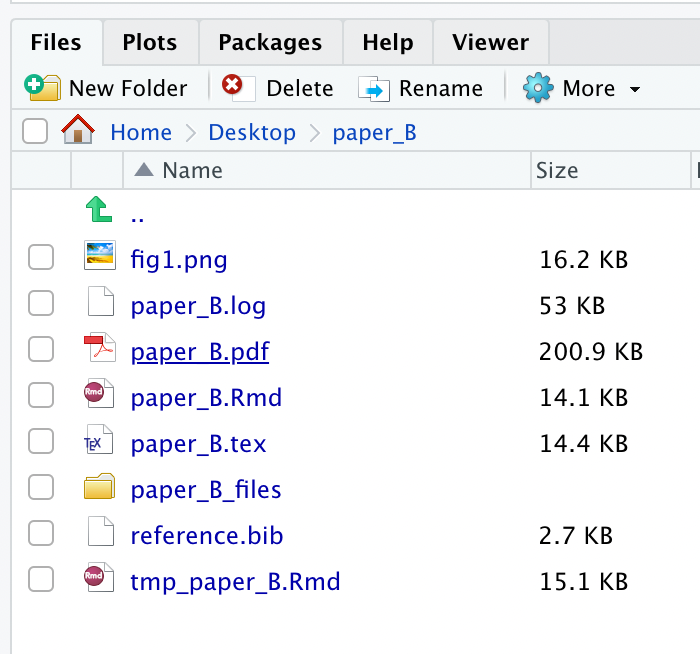 Files Plots Packages Help Viewer
New Folder Delete Rename More
Home Desktop paper_B
Name Size
..
fig1.png 16.2 KB
paper_B.log 53 KB
paper_B.pdf 200.9 KB
Rmd paper_B.Rmd 14.1 KB
TEX paper_B.tex 14.4 KB
paper_B_files
reference.bib 2.7 KB
Rmd tmp_paper_B.Rmd 15.1 KB